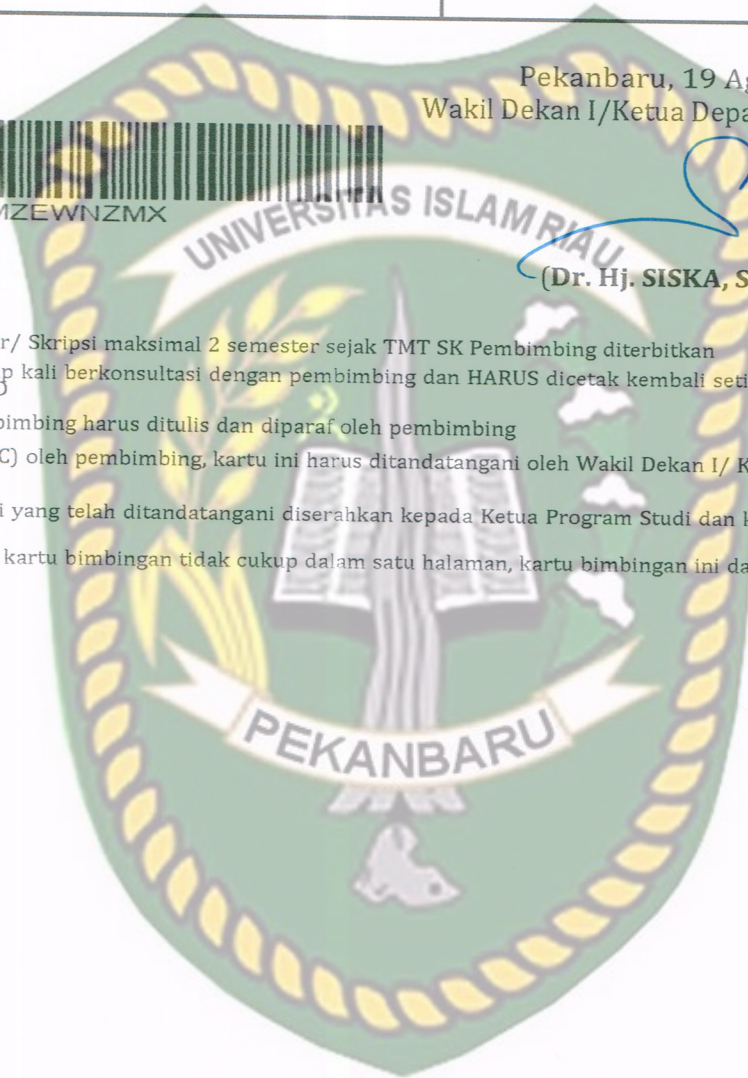 Pekanbaru, 19 Ag
Wakil Dekan I/Ketua Depa
MZEWNZMX
UNIVERSITAS ISLAM RIAU
(Dr. Hj. SISKA, S
r/ Skripsi maksimal 2 semester sejak TMT SK Pembimbing diterbitkan
p kali berkonsultasi dengan pembimbing dan HARUS dicetak kembali seti
bimbing harus ditulis dan diparaf oleh pembimbing
C) oleh pembimbing, kartu ini harus ditandatangani oleh Wakil Dekan I/ K
i yang telah ditandatangani diserahkan kepada Ketua Program Studi dan k
kartu bimbingan tidak cukup dalam satu halaman, kartu bimbingan ini da
PEKANBARU